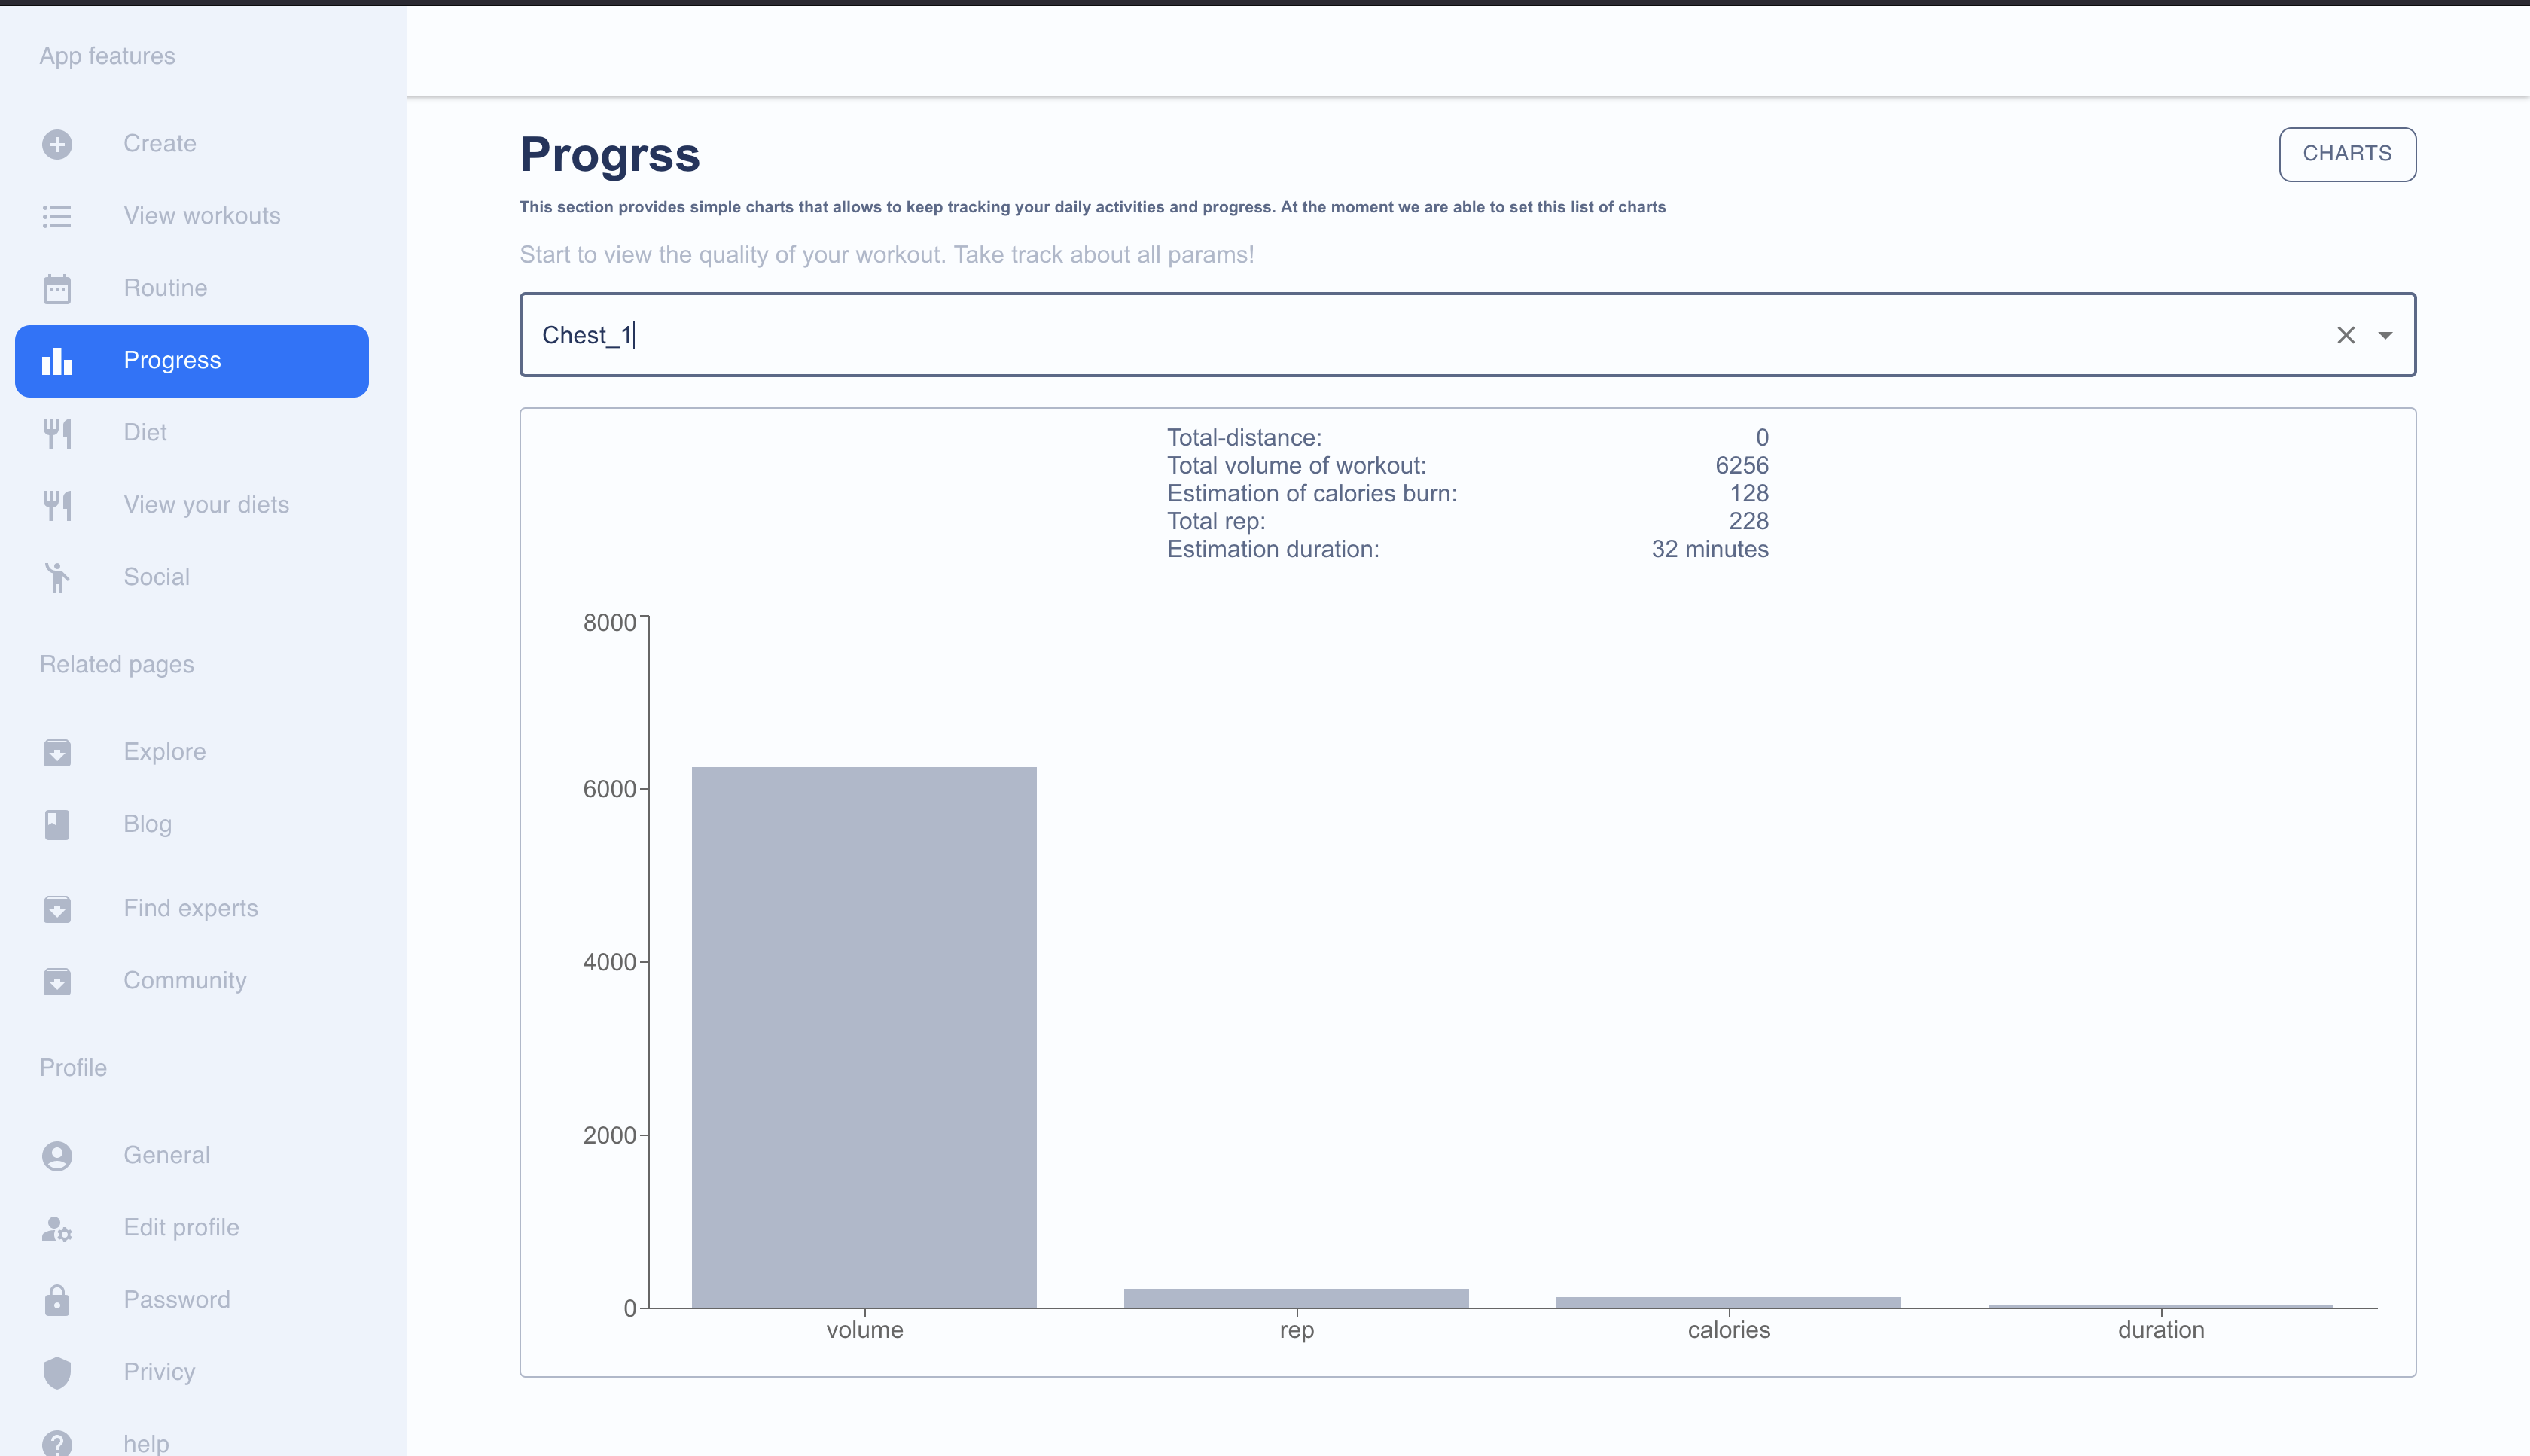 App features
Create
View workouts
Routine
Progress
Diet
View your diets
Social
Related pages
Explore
Blog
Find experts
Community
Profile
General
Edit profile
Password
Privicy
help
Progrss
CHARTS
This section provides simple charts that allows to keep tracking your daily activities and progress. At the moment we are able to set this list of charts
Start to view the quality of your workout. Take track about all params!
Chest_1
Total-distance: 0
Total volume of workout: 6256
Estimation of calories burn: 128
Total rep: 228
Estimation duration: 32 minutes
8000
6000
4000
2000
0
volume rep calories duration